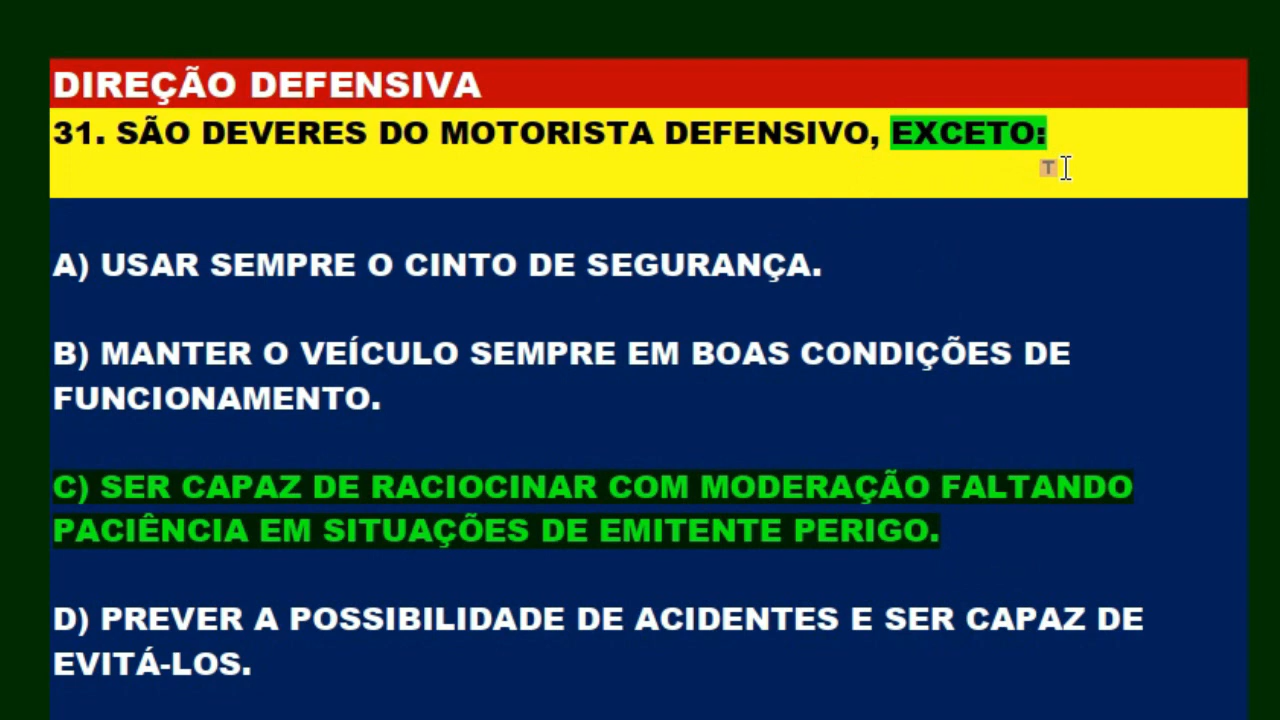 DIREÇÃO DEFENSIVA
31. SÃO DEVERES DO MOTORISTA DEFENSIVO, EXCETO:
T
A) USAR SEMPRE O CINTO DE SEGURANÇA.
B) MANTER O VEÍCULO SEMPRE EM BOAS CONDIÇÕES DE
FUNCIONAMENTO.
C) SER CAPAZ DE RACIOCINAR COM MODERAÇÃO FALTANDO
PACIÊNCIA EM SITUAÇÕES DE EMITENTE PERIGO.
D) PREVER A POSSIBILIDADE DE ACIDENTES E SER CAPAZ DE
EVITÁ-LOS.